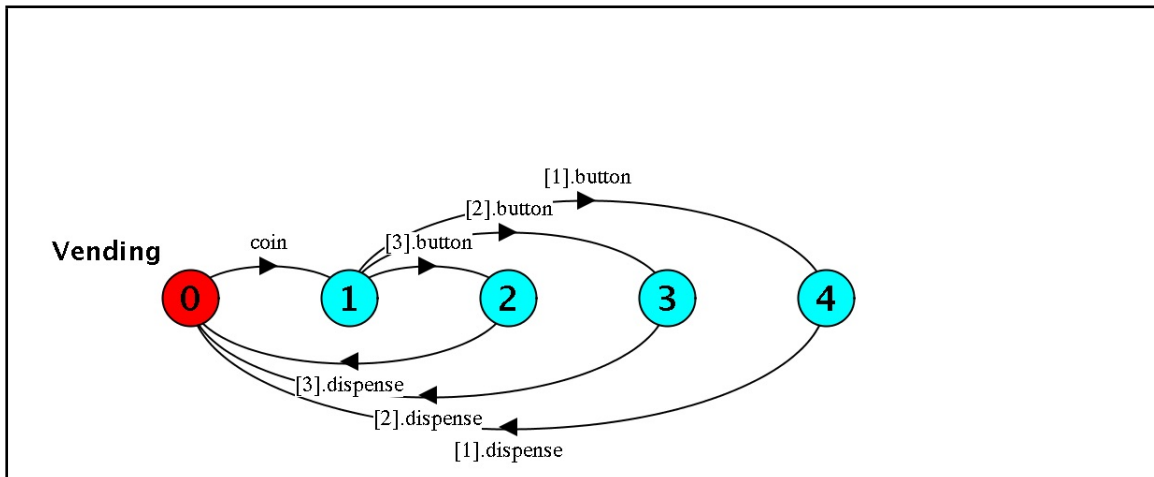 [1].button
[2].button
[3].button
coin
Vending
0 1 2 3 4
[3].dispense
[2].dispense
[1].dispense